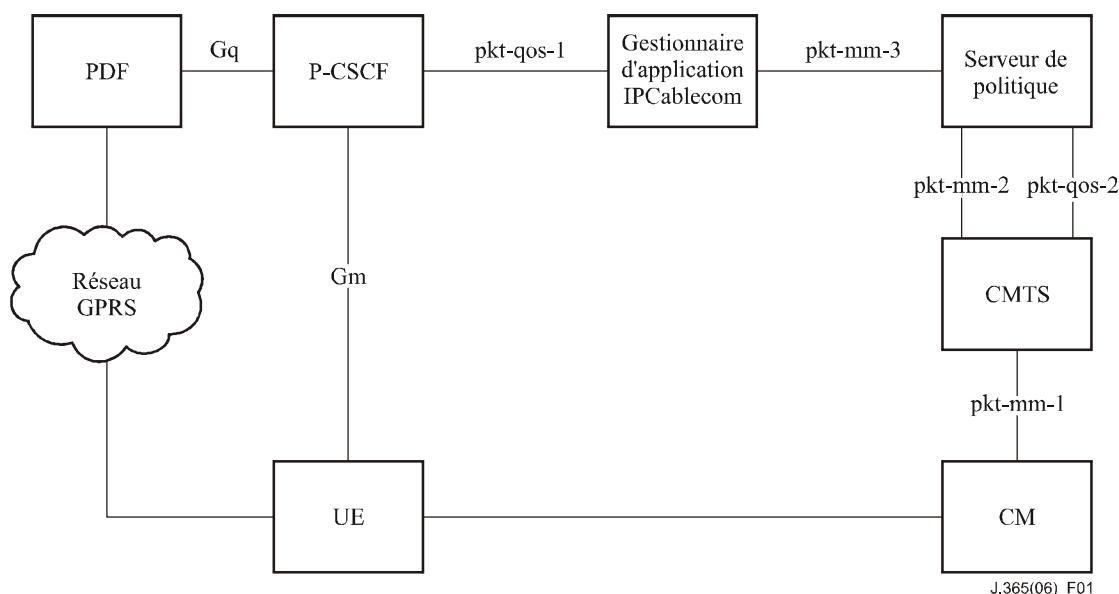 PDF
Gq
P-CSCF
pkt-qos-1
Gestionnaire
d'application
IPCablecom
pkt-mm-3
Serveur de
politique
pkt-mm-2
pkt-qos-2
Réseau
GPRS
Gm
CMTS
pkt-mm-1
UE
CM
J.365(06)_F01